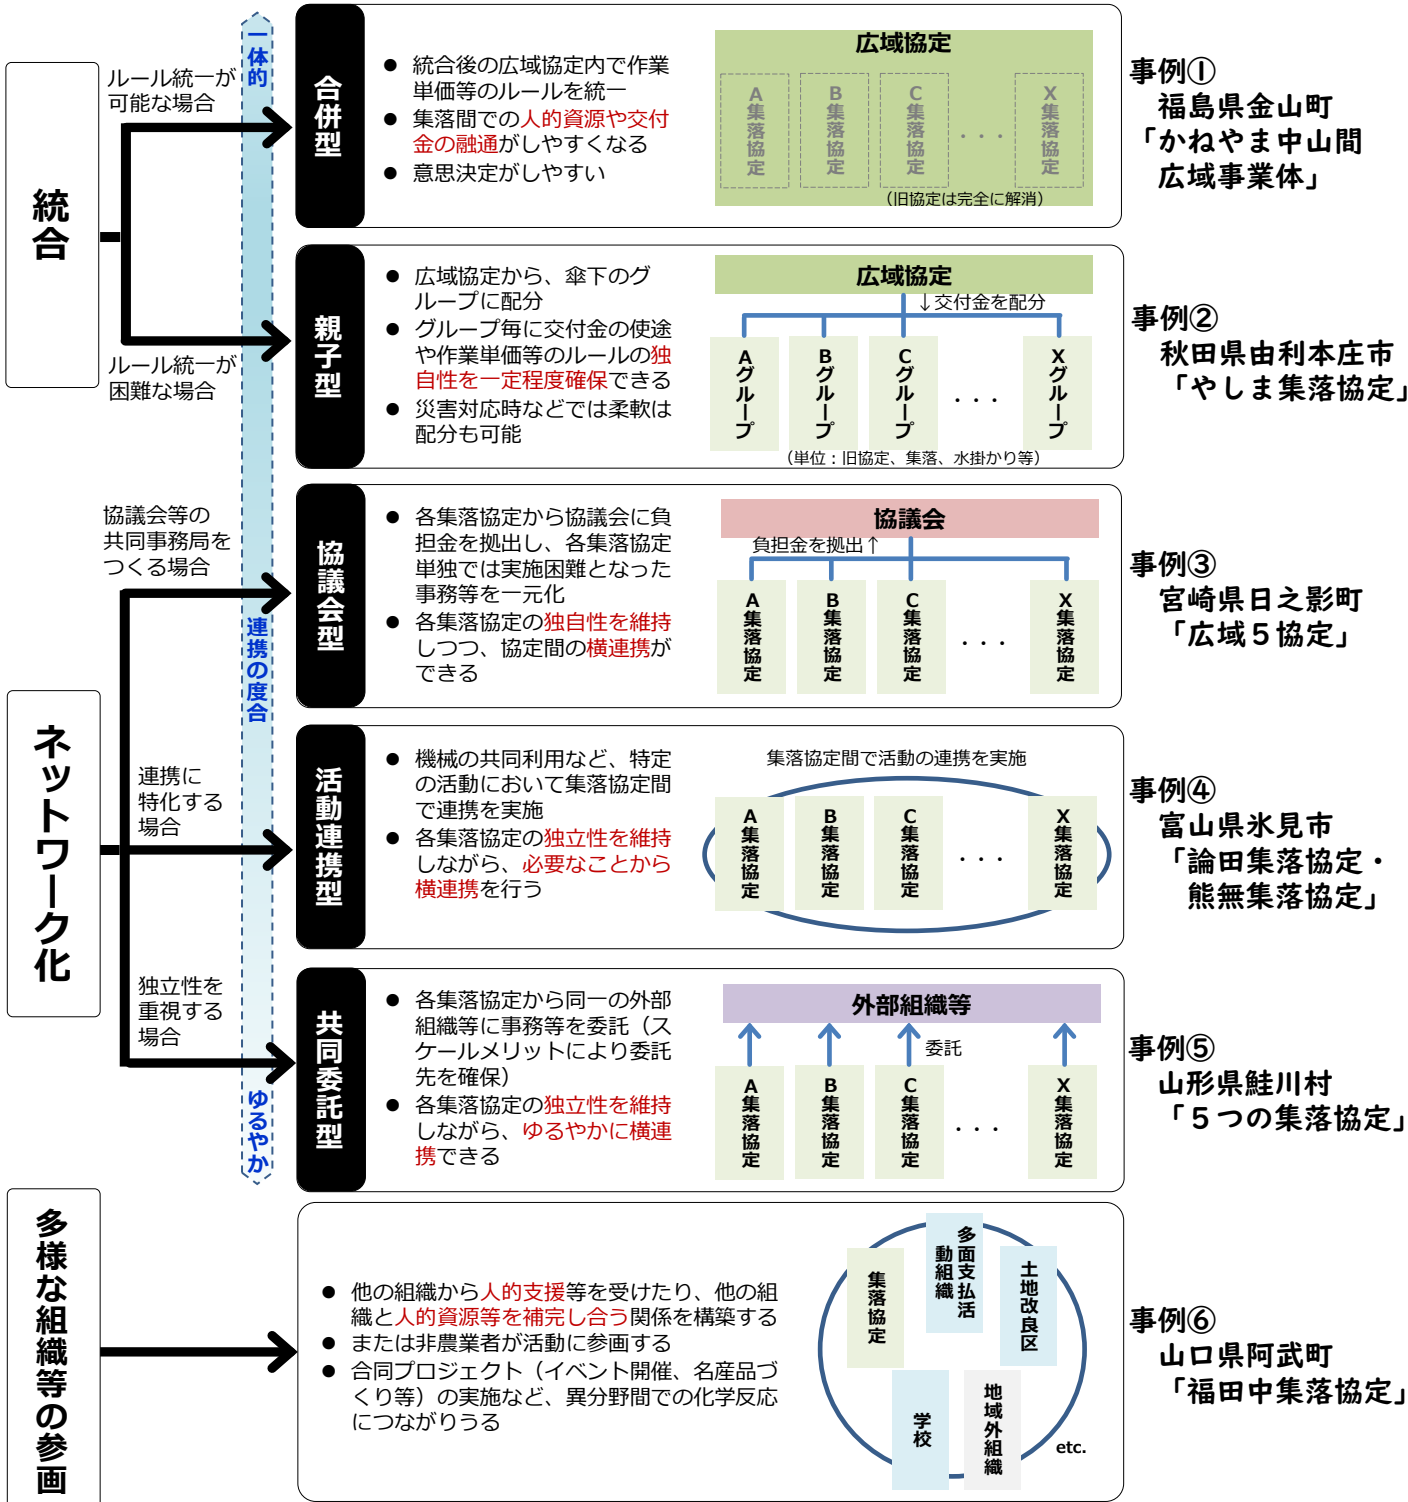 統合
ルール統一が
可能な場合
ルール統一が
困難な場合
一体的
連携の度合
ゆるやか
合併型
● 統合後の広域協定内で作業
単価等のルールを統一
● 集落間での人的資源や交付
金の融通がしやすくなる
● 意思決定がしやすい
広域協定
A集落協定
B集落協定
C集落協定
・・・
X集落協定
（旧協定は完全に解消）
事例①
福島県金山町
「かねやま中山間
広域事業体」
親子型
● 広域協定から、傘下のグ
ループに配分
● グループ毎に交付金の使途
や作業単価等のルールの独
自性を一定程度確保できる
● 災害対応時などでは柔軟は
配分も可能
広域協定
↓交付金を配分
Aグループ
Bグループ
Cグループ
・・・
Xグループ
（単位：旧協定、集落、水掛かり等）
事例②
秋田県由利本庄市
「やしま集落協定」
ネットワーク化
協議会等の
共同事務局を
つくる場合
連携に
特化する
場合
独立性を
重視する
場合
協議会型
● 各集落協定から協議会に負
担金を拠出し、各集落協定
単独では実施困難となった
事務等を一元化
● 各集落協定の独自性を維持
しつつ、協定間の横連携が
できる
協議会
負担金を拠出↑
A集落協定
B集落協定
C集落協定
・・・
X集落協定
事例③
宮崎県日之影町
「広域５協定」
活動連携型
● 機械の共同利用など、特定
の活動において集落協定間
で連携を実施
● 各集落協定の独立性を維持
しながら、必要なことから
横連携を行う
集落協定間で活動の連携を実施
A集落協定
B集落協定
C集落協定
・・・
X集落協定
事例④
富山県氷見市
「論田集落協定・
熊無集落協定」
共同委託型
● 各集落協定から同一の外部
組織等に事務等を委託（ス
ケールメリットにより委託
先を確保）
● 各集落協定の独立性を維持
しながら、ゆるやかに横連
携できる
外部組織等
委託
A集落協定
B集落協定
C集落協定
・・・
X集落協定
事例⑤
山形県鮭川村
「５つの集落協定」
多様な組織等の参画
● 他の組織から人的支援等を受けたり、他の組
織と人的資源等を補完し合う関係を構築する
● または非農業者が活動に参画する
● 合同プロジェクト（イベント開催、名産品づ
くり等）の実施など、異分野間での化学反応
につながりうる
集落協定
多面支払活
動組織
土地改良区
学校
地域外組織
etc.
事例⑥
山口県阿武町
「福田中集落協定」